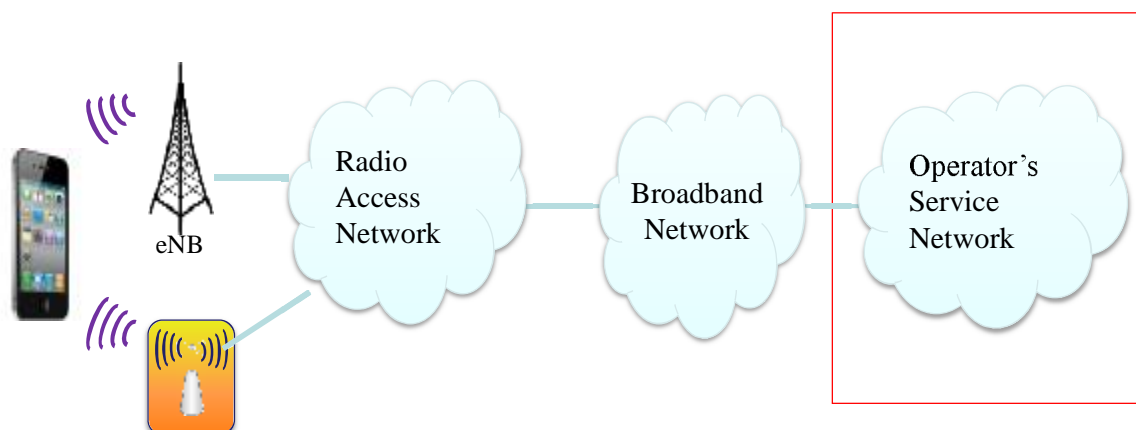 Radio
Access
Network
Broadband
Network
Operator’s
Service
Network
eNB